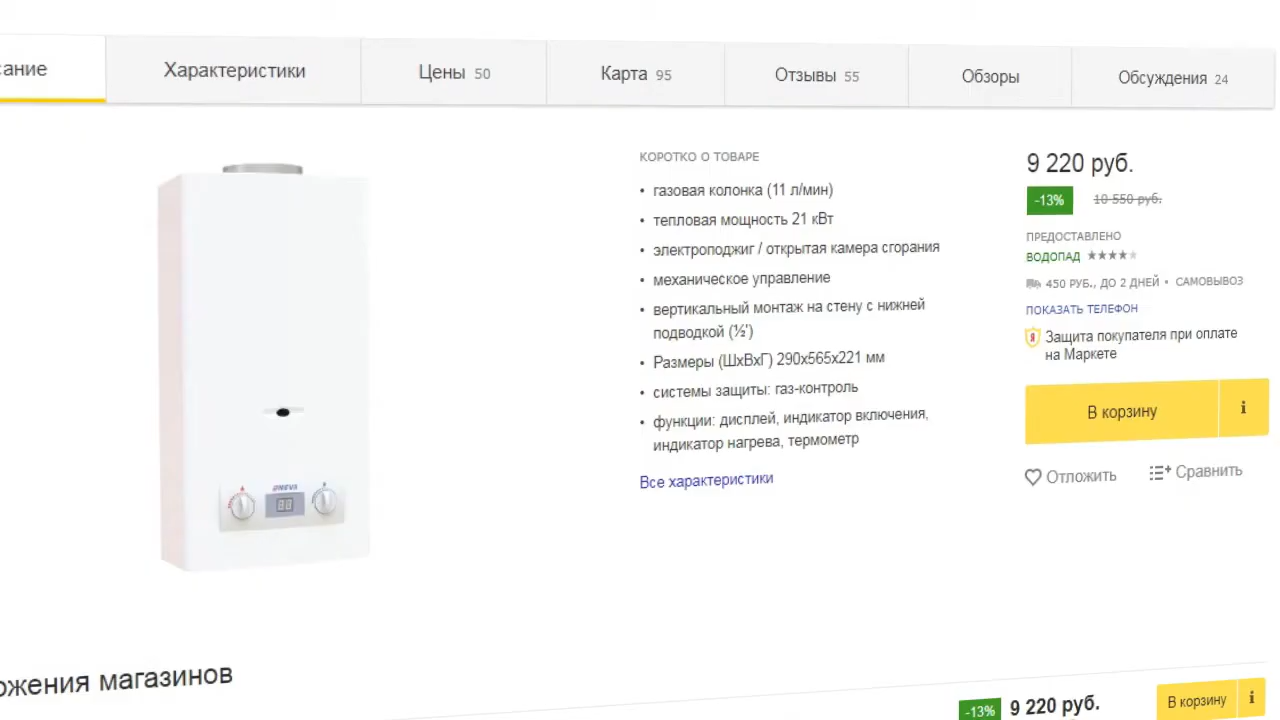 сание
Характеристики
Цены 50
Карта 95
Отзывы 55
Обзоры
Обсуждения 24
NEVA
88
КОРОТКО О ТОВАРЕ
• газовая колонка (11 л/мин)
• тепловая мощность 21 кВт
• электроподжиг / открытая камера сгорания
• механическое управление
• вертикальный монтаж на стену с нижней
подводкой (½')
• Размеры (ШхВхГ) 290х565х221 мм
• системы защиты: газ-контроль
• функции: дисплей, индикатор включения,
индикатор нагрева, термометр
Все характеристики
9 220 руб.
-13% 10 550 руб.
ПРЕДОСТАВЛЕНО
ВОДОПАД ★★★★★
450 РУБ., ДО 2 ДНЕЙ • САМОВЫВОЗ
ПОКАЗАТЬ ТЕЛЕФОН
Я Защита покупателя при оплате
на Маркете
В корзину i
Отложить
Сравнить
ожения магазинов
-13% 9 220 руб.
В корзину i